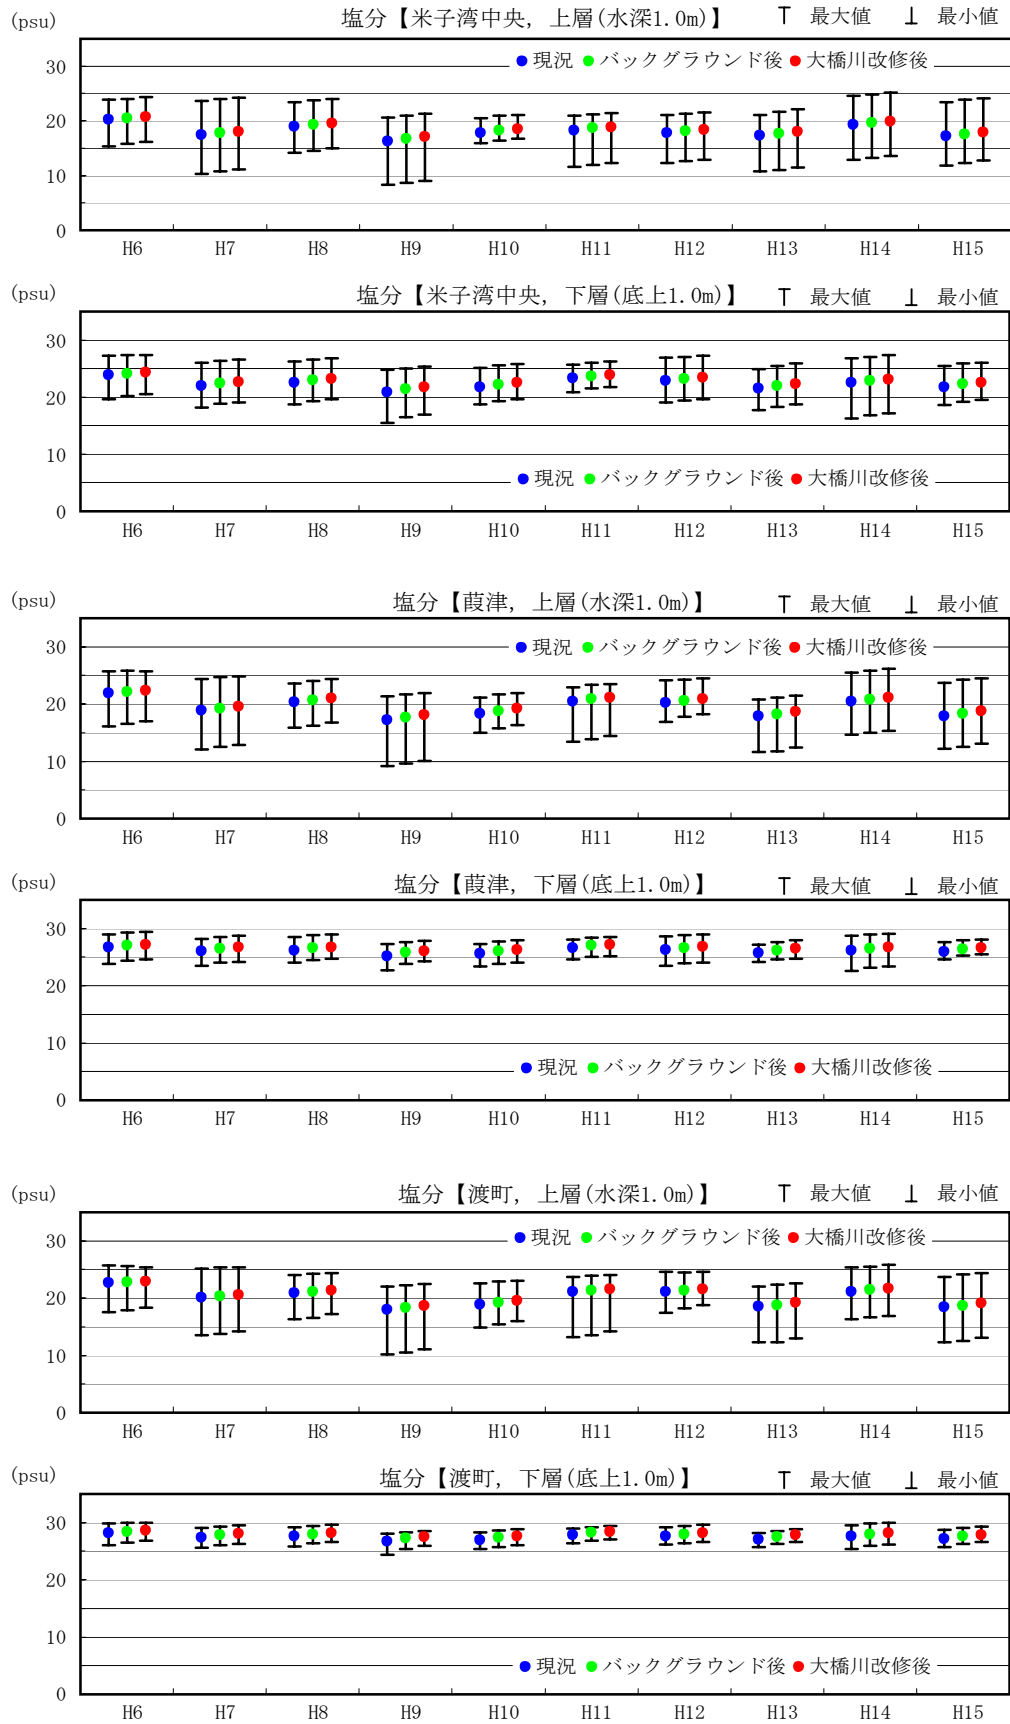 (psu) 塩分【米子湾中央，上層(水深1.0m)】 最大値 最小値
30 現況 バックグラウンド後 大橋川改修後
20
10
0
H6 H7 H8 H9 H10 H11 H12 H13 H14 H15
(psu) 塩分【米子湾中央，下層(底上1.0m)】 最大値 最小値
30
20
10
現況 バックグラウンド後 大橋川改修後
0
H6 H7 H8 H9 H10 H11 H12 H13 H14 H15
(psu) 塩分【葭津，上層(水深1.0m)】 最大値 最小値
30 現況 バックグラウンド後 大橋川改修後
20
10
0
H6 H7 H8 H9 H10 H11 H12 H13 H14 H15
(psu) 塩分【葭津，下層(底上1.0m)】 最大値 最小値
30
20
10
現況 バックグラウンド後 大橋川改修後
0
H6 H7 H8 H9 H10 H11 H12 H13 H14 H15
(psu) 塩分【渡町，上層(水深1.0m)】 最大値 最小値
30 現況 バックグラウンド後 大橋川改修後
20
10
0
H6 H7 H8 H9 H10 H11 H12 H13 H14 H15
(psu) 塩分【渡町，下層(底上1.0m)】 最大値 最小値
30
20
10
現況 バックグラウンド後 大橋川改修後
0
H6 H7 H8 H9 H10 H11 H12 H13 H14 H15